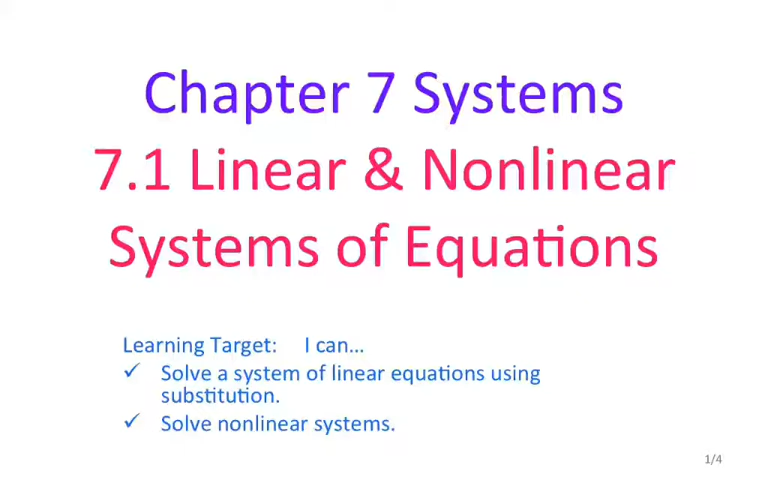 Chapter 7 Systems
7.1 Linear & Nonlinear
Systems of Equations
Learning Target: I can...
✓ Solve a system of linear equations using
substitution.
✓ Solve nonlinear systems.
1/4